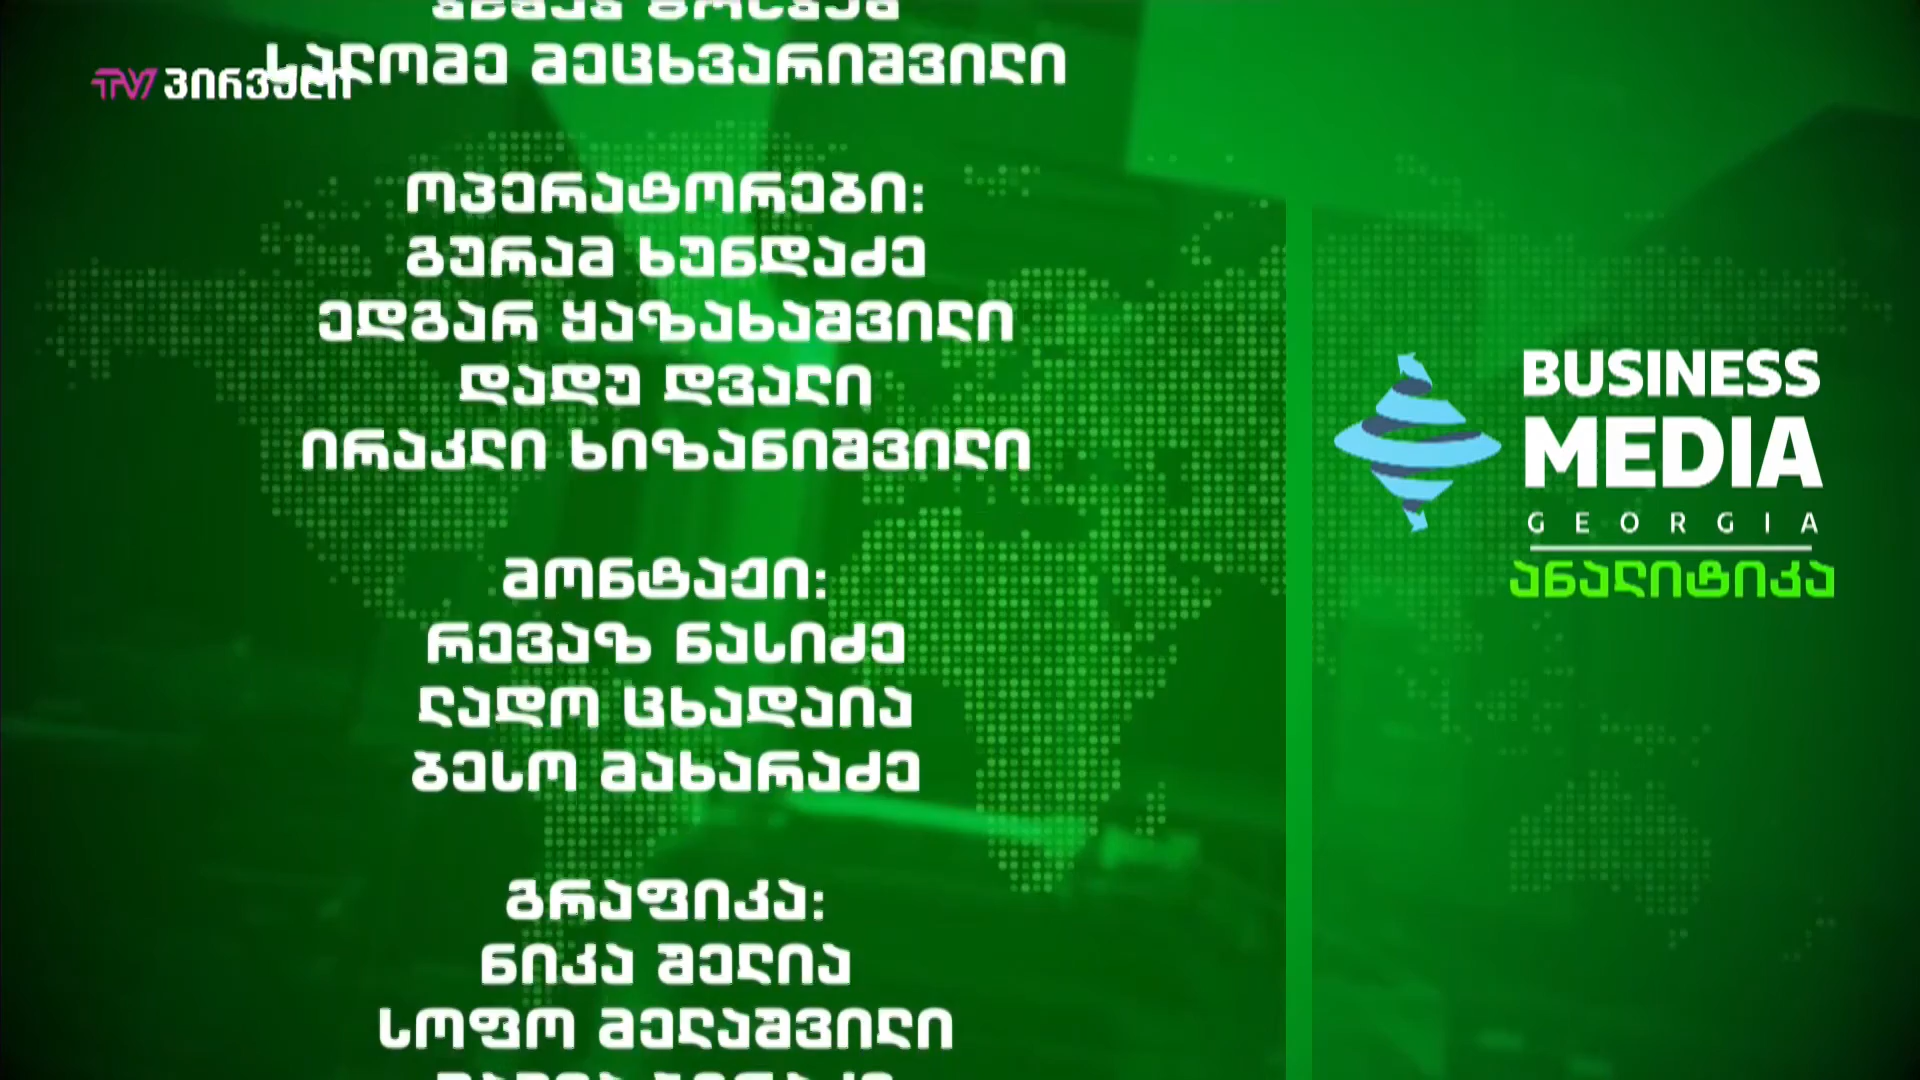 სალომე მეცხვარიშვილი
TV პირველი
ოპერატორები:
გურამ ხუნდაძე
ედგარ ყაზახაშვილი
დადუ დვალი
ირაკლი ხიზანიშვილი
მონტაჟი:
რევაზ ნასიძე
ლადო ცხადაია
ბესო მახარაძე
გრაფიკა:
ნიკა შელია
სოფო მელაშვილი
BUSINESS
MEDIA
GEORGIA
ანალიტიკა